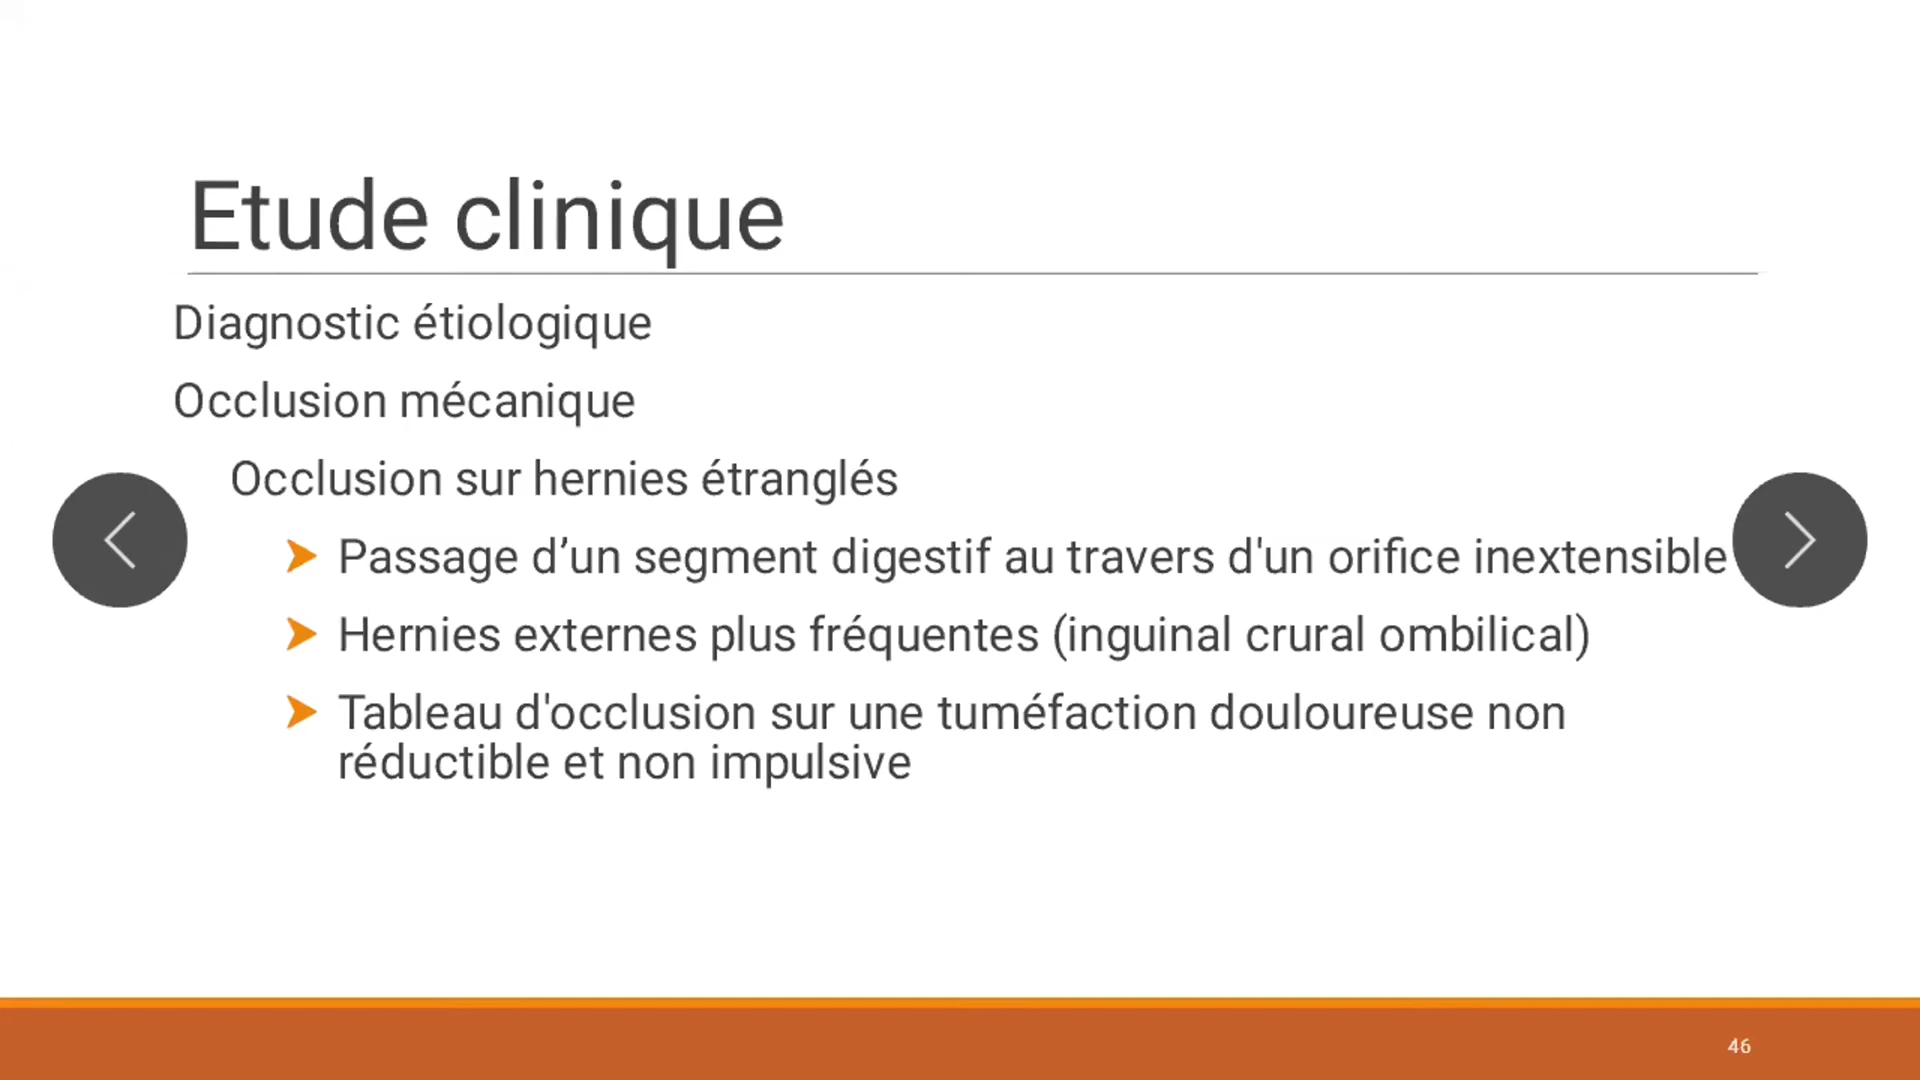 Etude clinique
Diagnostic étiologique
Occlusion mécanique
Occlusion sur hernies étranglés
Passage d’un segment digestif au travers d'un orifice inextensible
Hernies externes plus fréquentes (inguinal crural ombilical)
Tableau d'occlusion sur une tuméfaction douloureuse non
réductible et non impulsive
46